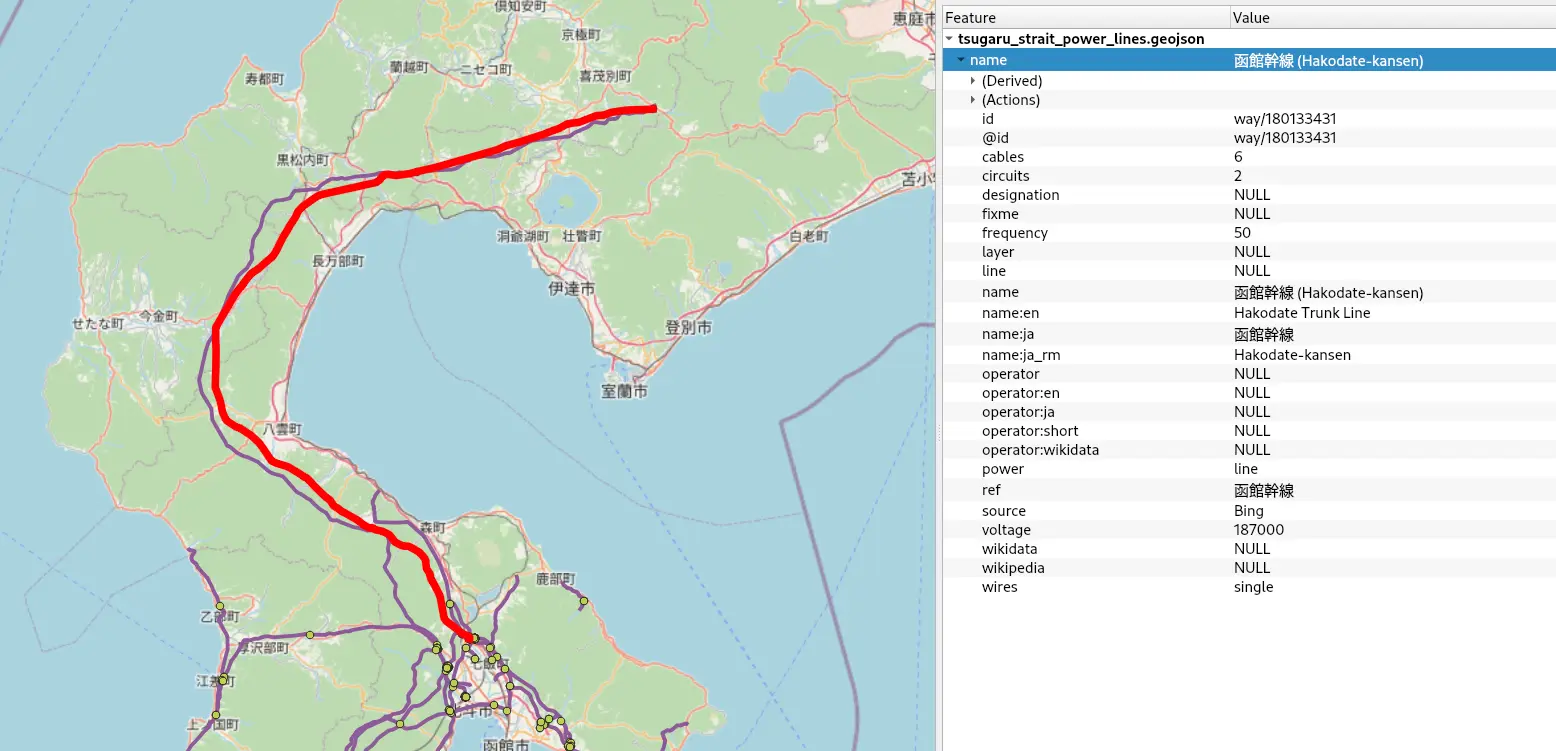 倶知安町
恵庭市
京極町
蘭越町
ニセコ町
喜茂別町
寿都町
黒松内町
苫小
洞爺湖町
壮瞥町
白老町
長万部町
伊達市
せたな町
今金町
登別市
室蘭市
八雲町
森町
鹿部町
乙部町
厚沢部町
七飯町
江差町
北斗市
上ノ国町
函館市
Feature Value
tsugaru_strait_power_lines.geojson
name 函館幹線 (Hakodate-kansen)
(Derived)
(Actions)
id way/180133431
@id way/180133431
cables 6
circuits 2
designation NULL
fixme NULL
frequency 50
layer NULL
line NULL
name 函館幹線 (Hakodate-kansen)
name:en Hakodate Trunk Line
name:ja 函館幹線
name:ja_rm Hakodate-kansen
operator NULL
operator:en NULL
operator:ja NULL
operator:short NULL
operator:wikidata NULL
power line
ref 函館幹線
source Bing
voltage 187000
wikidata NULL
wikipedia NULL
wires single